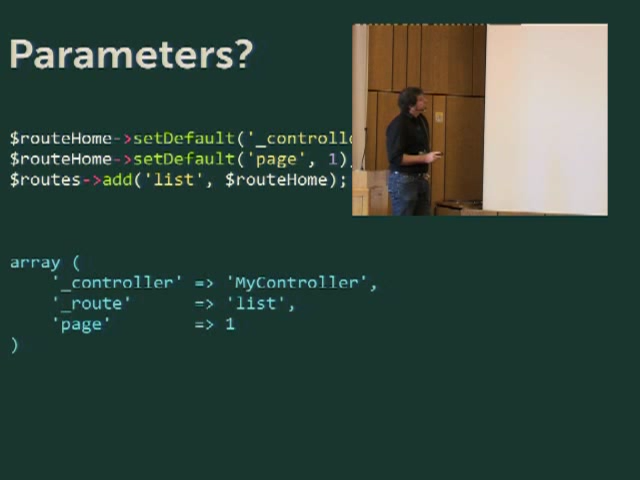 Parameters?
$routeHome->setDefault('_controlle
$routeHome->setDefault('page', 1)
$routes->add('list', $routeHome);
array (
'_controller' => 'MyController',
'_route' => 'list',
'page' => 1
)